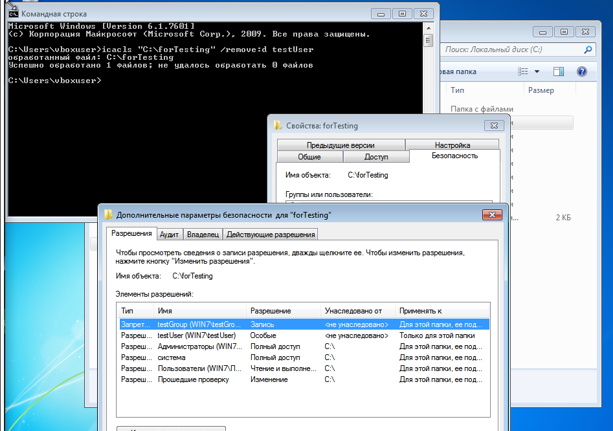 Командная строка
Microsoft Windows [Version 6.1.7601]
(c) Корпорация Майкрософт (Microsoft Corp.), 2009. Все права защищены.
C:\Users\vboxuser>icacls "C:\forTesting" /remove:d testUser
обработанный файл: C:\forTesting
Успешно обработано 1 файлов; не удалось обработать 0 файлов
C:\Users\vboxuser>
Поиск: Локальный диск (C:)
овая папка
Тип Размер
Папка с файлами
2 КБ
Свойства: forTesting
Предыдущие версии Настройка
Общие Доступ Безопасность
Имя объекта: C:\forTesting
Группы или пользователи:
Дополнительные параметры безопасности для "forTesting"
Разрешения Аудит Владелец Действующие разрешения
Чтобы просмотреть сведения о записи разрешения, дважды щелкните ее. Чтобы изменить разрешения,
нажмите кнопку "Изменить разрешения".
Имя объекта: C:\forTesting
Элементы разрешений:
Тип Имя Разрешение Унаследовано от Применять к
Запрет... testGroup (WIN7\testGro... Запись <не унаследовано> Для этой папки, ее под...
Разреш... testUser (WIN7\testUser) Особые <не унаследовано> Только для этой папки
Разреш... Администраторы (WIN7... Полный доступ C:\ Для этой папки, ее под...
Разреш... система Полный доступ C:\ Для этой папки, ее под...
Разреш... Пользователи (WIN7\П... Чтение и выполне... C:\ Для этой папки, ее под...
Разреш... Прошедшие проверку Изменение C:\ Для этой папки, ее под...